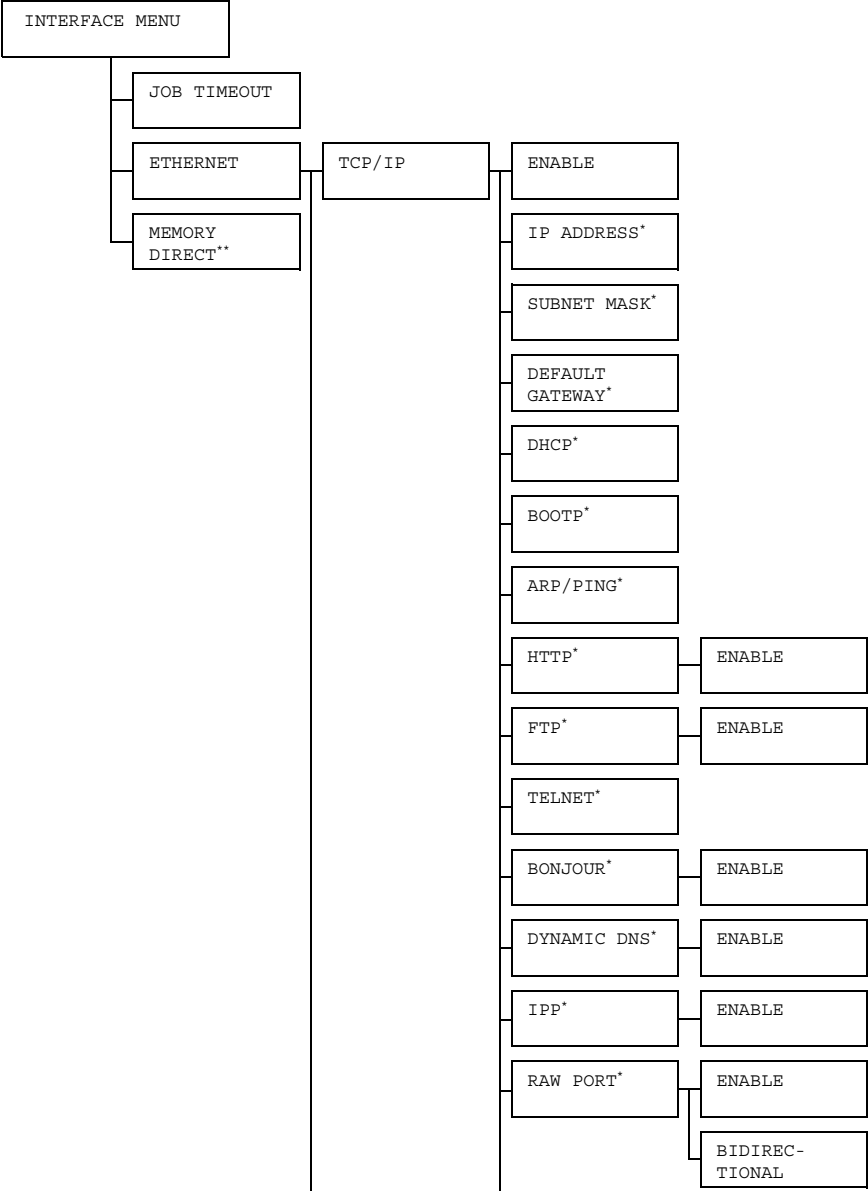 INTERFACE MENU
JOB TIMEOUT
ETHERNET
TCP/IP
ENABLE
MEMORY
DIRECT**
IP ADDRESS*
SUBNET MASK*
DEFAULT
GATEWAY*
DHCP*
BOOTP*
ARP/PING*
HTTP*
ENABLE
FTP*
ENABLE
TELNET*
BONJOUR*
ENABLE
DYNAMIC DNS*
ENABLE
IPP*
ENABLE
RAW PORT*
ENABLE
BIDIREC-
TIONAL